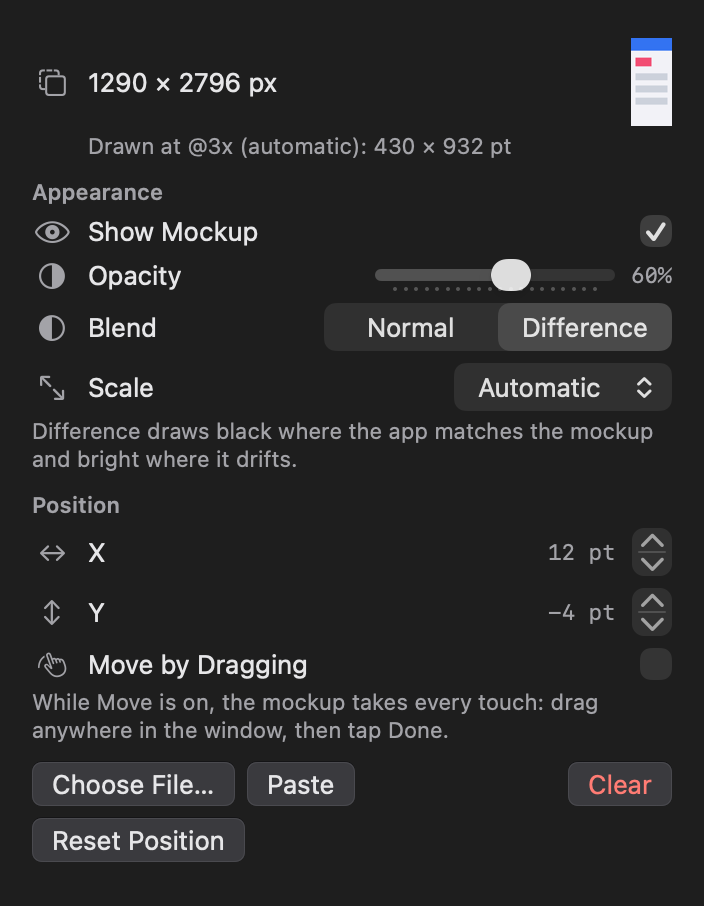 1290 × 2796 px
Drawn at @3x (automatic): 430 × 932 pt
Appearance
Show Mockup
Opacity 60%
Blend Normal Difference
Scale Automatic
Difference draws black where the app matches the mockup
and bright where it drifts.
Position
X 12 pt
Y −4 pt
Move by Dragging
While Move is on, the mockup takes every touch: drag
anywhere in the window, then tap Done.
Choose File... Paste Clear
Reset Position